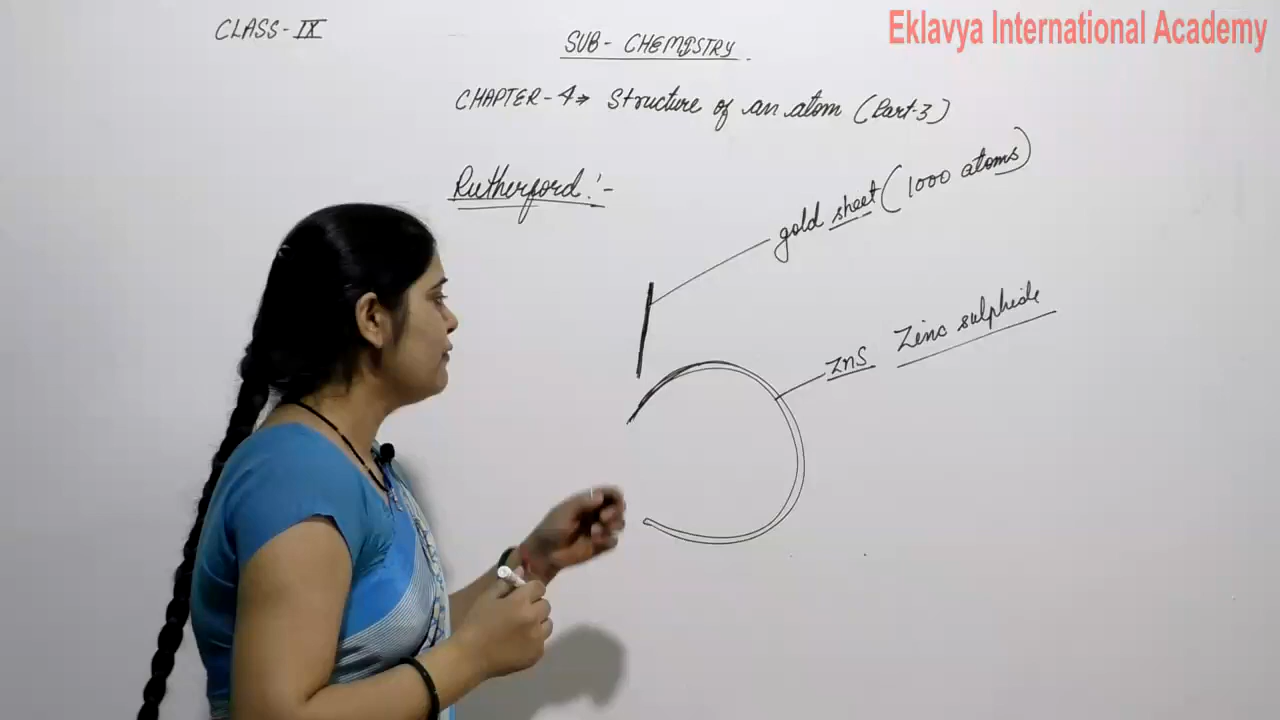 Eklavya International Academy
CLASS-IX
SUB- CHEMISTRY
CHAPTER-4⇒ Structure of an atom (Part-3)
Rutherford:-
gold sheet (1000 atoms)
ZnS Zinc sulphide